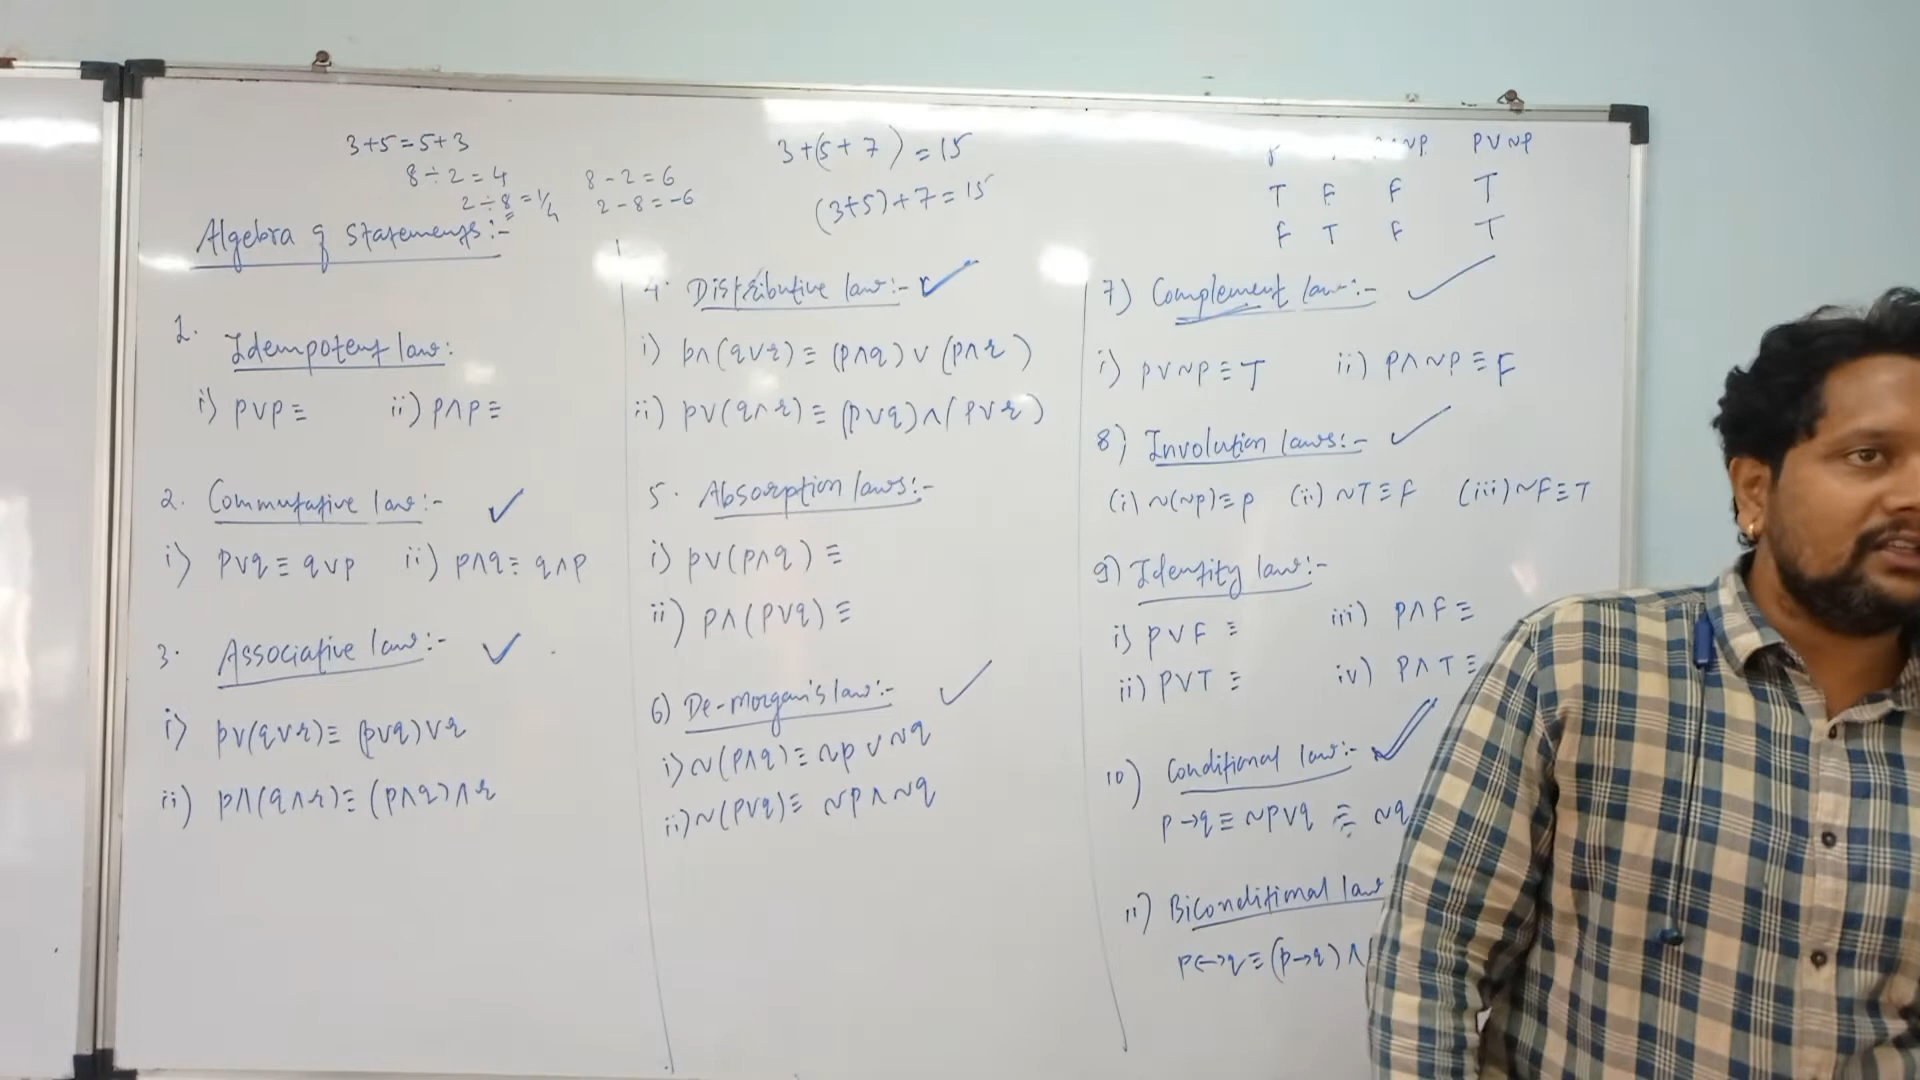 3+5=5+3
8÷2=4
2÷8=1/4
8-2=6
2-8=-6
3+(5+7)=15
(3+5)+7=15
p∨~p
T F F T
F T F T
Algebra of Statements:-
1. Idempotent law:
i) p∨p≡ ii) p∧p≡
2. Commutative law:- ✓
i) p∨q≡q∨p ii) p∧q≡q∧p
3. Associative law:- ✓
i) p∨(q∨r)≡(p∨q)∨r
ii) p∧(q∧r)≡(p∧q)∧r
4. Distributive law:- ✓
i) p∧(q∨r)≡(p∧q)∨(p∧r)
ii) p∨(q∧r)≡(p∨q)∧(p∨r)
5. Absorption laws:-
i) p∨(p∧q)≡
ii) p∧(p∨q)≡
6) De-morgan's law:- ✓
i) ~(p∧q)≡~p∨~q
ii) ~(p∨q)≡~p∧~q
7) Complement law:- ✓
i) p∨~p≡T ii) p∧~p≡F
8) Involution laws:- ✓
(i) ~(~p)≡p (ii) ~T≡F (iii) ~F≡T
9) Identity law:-
i) p∨F≡ iii) p∧F≡
ii) p∨T≡ iv) p∧T≡
10) Conditional law:- ✓
p→q≡~p∨q≡~q
11) Biconditional law
p↔q≡(p→q)∧(